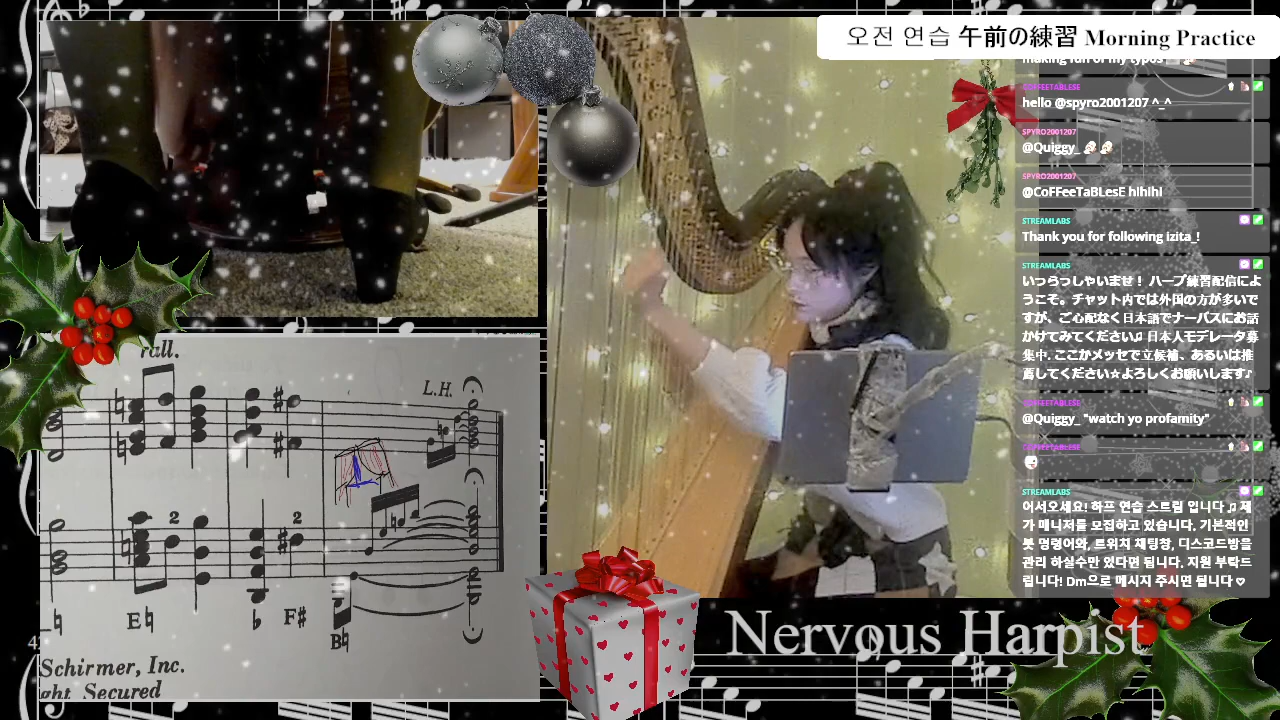 오전 연습 午前の練習 Morning Practice
making fun of my typos
COFFEETABLESE
hello @spyro2001207 ^_^
SPYRO2001207
@Quiggy_
SPYRO2001207
@CoFFeeTaBLesE hihihi
STREAMLABS
Thank you for following izita_!
STREAMLABS
いつらっしゃいませ！ ハープ練習配信によ
うこそ。チャット内では外国の方が多いで
すが、ご心配なく日本語でナーバスにお話
かけてみてください♫ 日本人モデレータ募
集中, ここかメッセで立候補、あるいは推
薦してください☆よろしくお願いします♪
COFFEETABLESE
@Quiggy_ "watch yo profamity"
COFFEETABLESE
STREAMLABS
어서오세요! 하프 연습 스트림 입니다 ♫ 제
가 매니저를 모집하고 있습니다. 기본적인
봇 명령어와, 트위치 채팅창, 디스코드방을
관리 하실수만 있다면 됩니다. 지원 부탁드
립니다! Dm으로 메시지 주시면 됩니다 ♡
rall.
L.H.
2
2
E♮
♭
F#
B♮
Schirmer, Inc.
ght Secured
Nervous Harpist